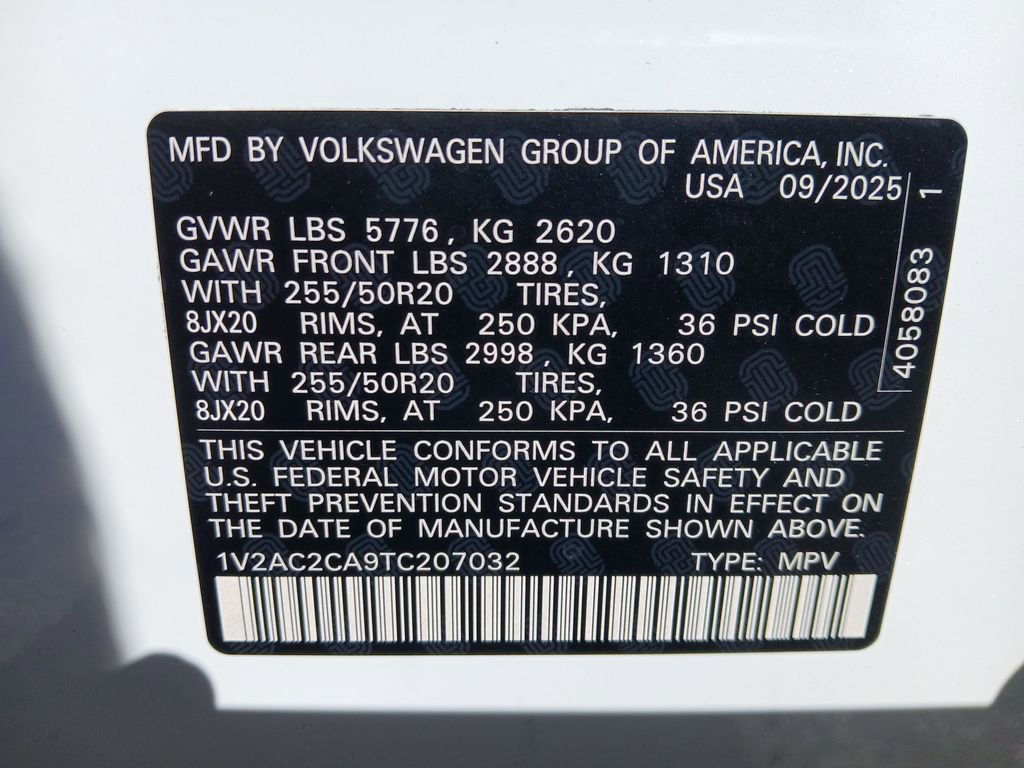 MFD BY VOLKSWAGEN GROUP OF AMERICA, INC.
USA 09/2025
GVWR LBS 5776, KG 2620
GAWR FRONT LBS 2888, KG 1310
WITH 255/50R20 TIRES,
8JX20 RIMS, AT 250 KPA, 36 PSI COLD
GAWR REAR LBS 2998, KG 1360
WITH 255/50R20 TIRES,
8JX20 RIMS, AT 250 KPA, 36 PSI COLD
THIS VEHICLE CONFORMS TO ALL APPLICABLE
U.S. FEDERAL MOTOR VEHICLE SAFETY AND
THEFT PREVENTION STANDARDS IN EFFECT ON
THE DATE OF MANUFACTURE SHOWN ABOVE.
1V2AC2CA9TC207032 TYPE: MPV
4058083 1